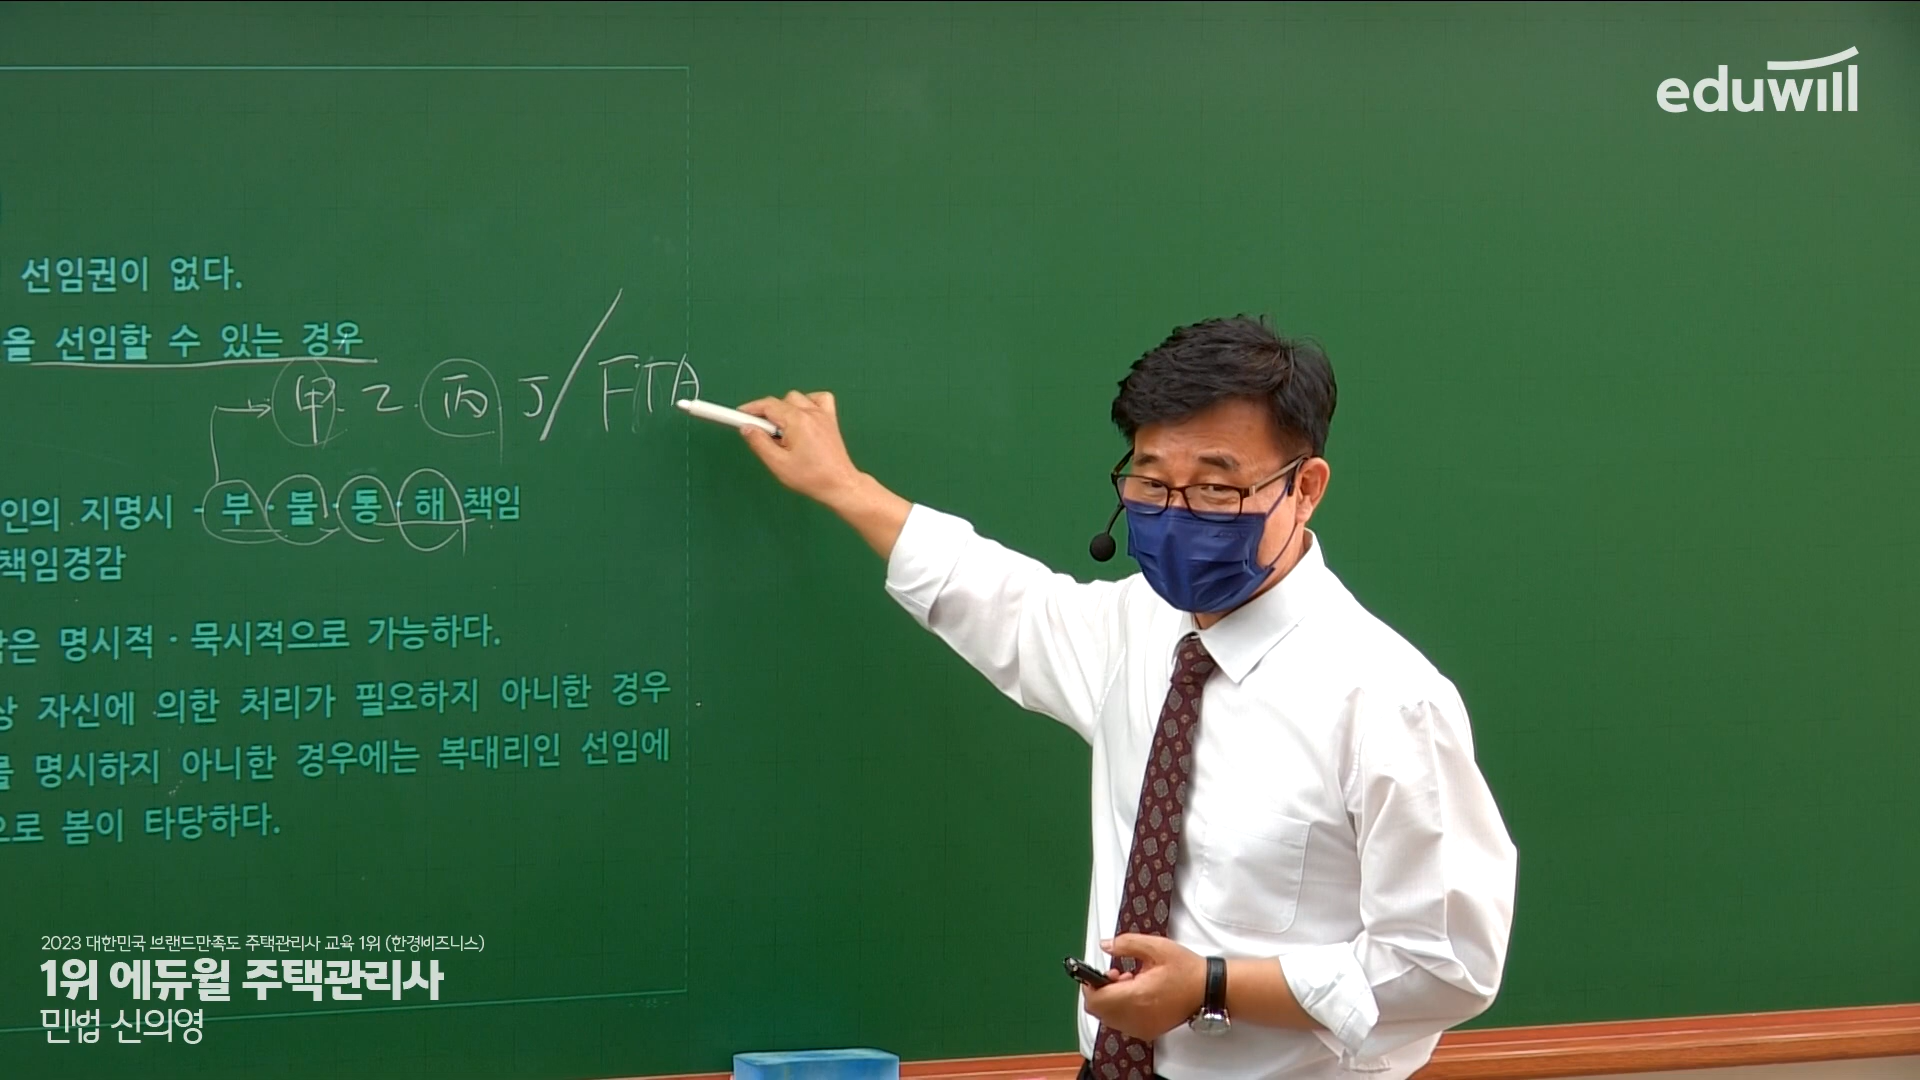 eduwill
선임권이 없다.
을 선임할 수 있는 경우
甲 乙 丙 J / FTA
인의 지명시 - 부·불·통·해 책임
책임경감
은 명시적·묵시적으로 가능하다.
상 자신에 의한 처리가 필요하지 아니한 경우
를 명시하지 아니한 경우에는 복대리인 선임에
으로 봄이 타당하다.
2023 대한민국 브랜드만족도 주택관리사 교육 1위 (한경비즈니스)
1위 에듀윌 주택관리사
민법 신의영